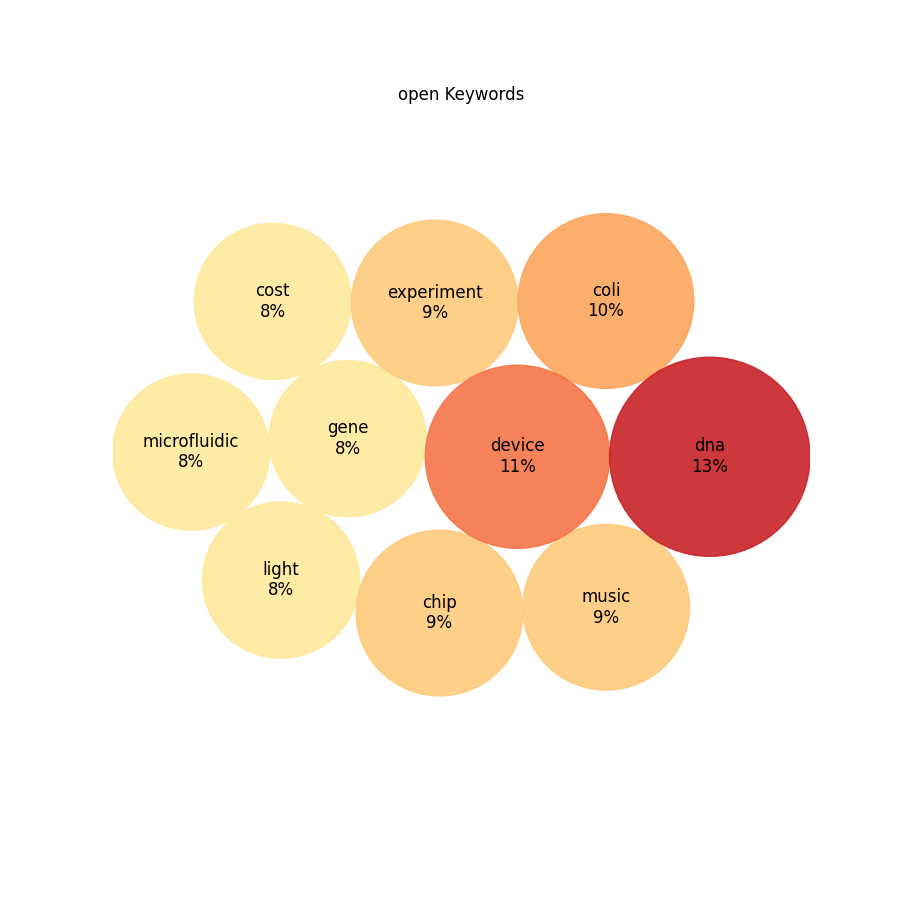 open Keywords
cost
8%
experiment
9%
coli
10%
microfluidic
8%
gene
8%
device
11%
dna
13%
light
8%
chip
9%
music
9%